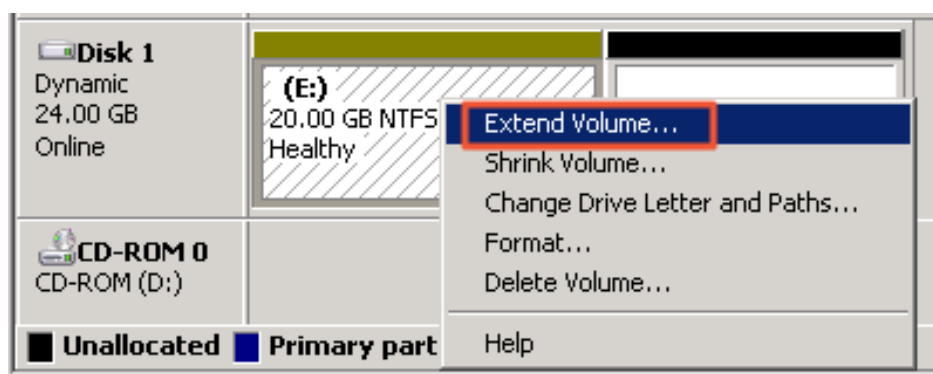 Disk 1
Dynamic
24.00 GB
Online
(E:)
20.00 GB NTFS
Healthy
Extend Volume...
Shrink Volume...
Change Drive Letter and Paths...
Format...
Delete Volume...
Help
CD-ROM 0
CD-ROM (D:)
Unallocated
Primary part